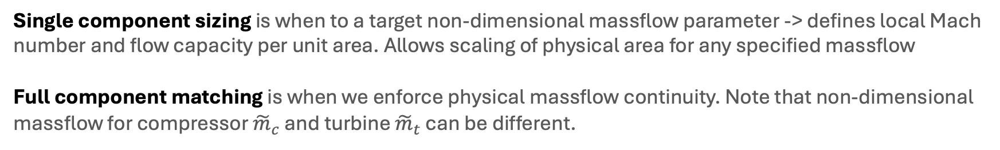 Single component sizing is when to a target non-dimensional massflow parameter -> defines local Mach
number and flow capacity per unit area. Allows scaling of physical area for any specified massflow
Full component matching is when we enforce physical massflow continuity. Note that non-dimensional
massflow for compressor m̃_c and turbine m̃_t can be different.